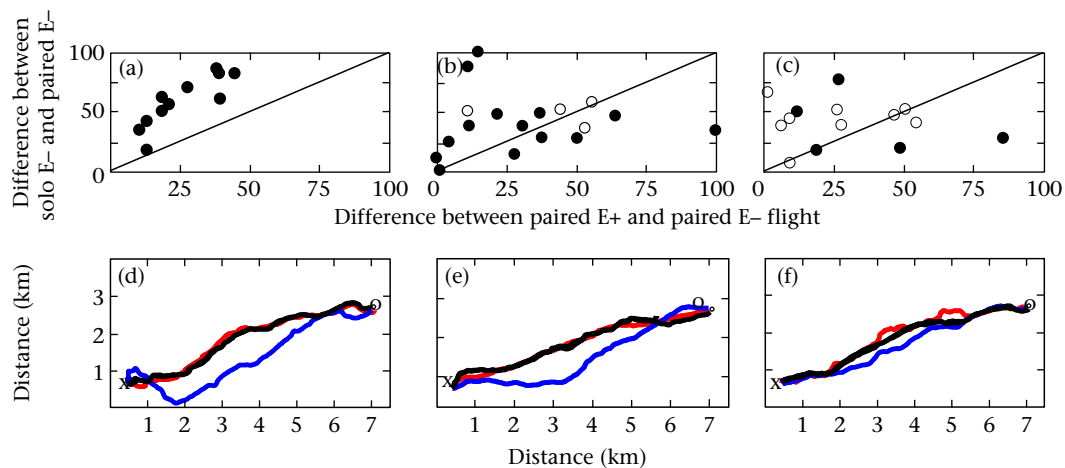 Difference between
solo E– and paired E–
100
50
0
(a)
(b)
(c)
25
50
75
100
0
25
50
75
100
0
25
50
75
100
Difference between paired E+ and paired E– flight
Distance (km)
3
2
1
(d)
(e)
(f)
X
O
X
O
X
O
1 2 3 4 5 6 7
1 2 3 4 5 6 7
1 2 3 4 5 6 7
Distance (km)